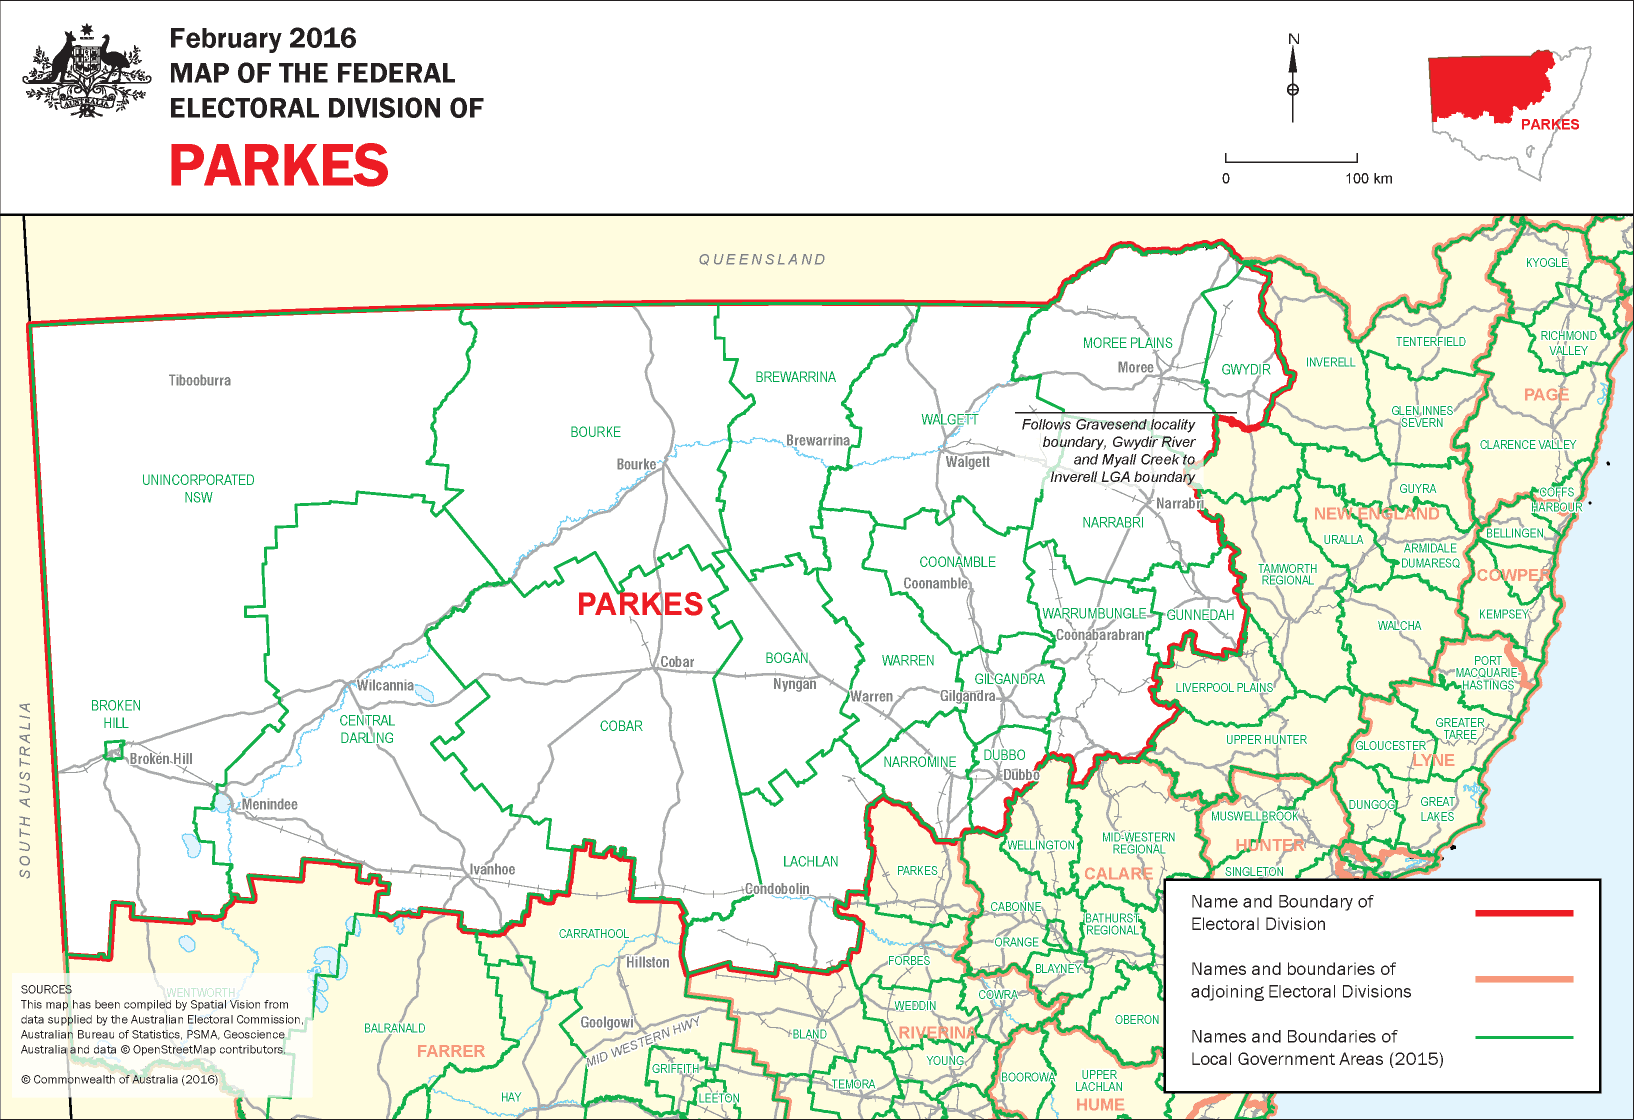 February 2016
MAP OF THE FEDERAL
ELECTORAL DIVISION OF
PARKES
AUSTRALIA
N
0 100 km
PARKES
QUEENSLAND
SOUTH AUSTRALIA
KYOGLE
RICHMOND
VALLEY
TENTERFIELD
INVERELL
MOREE PLAINS
Moree
GWYDIR
PAGE
Tibooburra
BREWARRINA
GLEN INNES
SEVERN
WALGETT
Follows Gravesend locality
boundary, Gwydir River
and Myall Creek to
Inverell LGA boundary
BOURKE
Brewarrina
CLARENCE VALLEY
Bourke
Walgett
UNINCORPORATED
NSW
GUYRA
COFFS
HARBOUR
Narrabri
NARRABRI
NEW ENGLAND
URALLA
ARMIDALE
DUMARESQ
BELLINGEN
COONAMBLE
Coonamble
TAMWORTH
REGIONAL
COWPER
PARKES
WARRUMBUNGLE
GUNNEDAH
KEMPSEY
WALCHA
Coonabarabran
Cobar
BOGAN
WARREN
PORT
MACQUARIE-
HASTINGS
Wilcannia
Nyngan
Warren
GILGANDRA
Gilgandra
LIVERPOOL PLAINS
BROKEN
HILL
CENTRAL
DARLING
COBAR
GREATER
TAREE
UPPER HUNTER
GLOUCESTER
LYNE
Broken Hill
NARROMINE
DUBBO
Dubbo
Menindee
DUNGOG
GREAT
LAKES
MUSWELLBROOK
MID-WESTERN
REGIONAL
WELLINGTON
HUNTER
LACHLAN
PARKES
CALARE
SINGLETON
Ivanhoe
Condobolin
CABONNE
BATHURST
REGIONAL
CARRATHOOL
ORANGE
Hillston
FORBES
BLAYNEY
WENTWORTH
COWRA
WEDDIN
BALRANALD
FARRER
Goolgowi
MID WESTERN HWY
BLAND
RIVERINA
OBERON
GRIFFITH
YOUNG
BOOROWA
UPPER
LACHLAN
HUME
TEMORA
HAY
LEETON
SOURCES
This map has been compiled by Spatial Vision from
data supplied by the Australian Electoral Commission,
Australian Bureau of Statistics, PSMA, Geoscience
Australia and data © OpenStreetMap contributors.
© Commonwealth of Australia (2016)
Name and Boundary of
Electoral Division
Names and boundaries of
adjoining Electoral Divisions
Names and Boundaries of
Local Government Areas (2015)